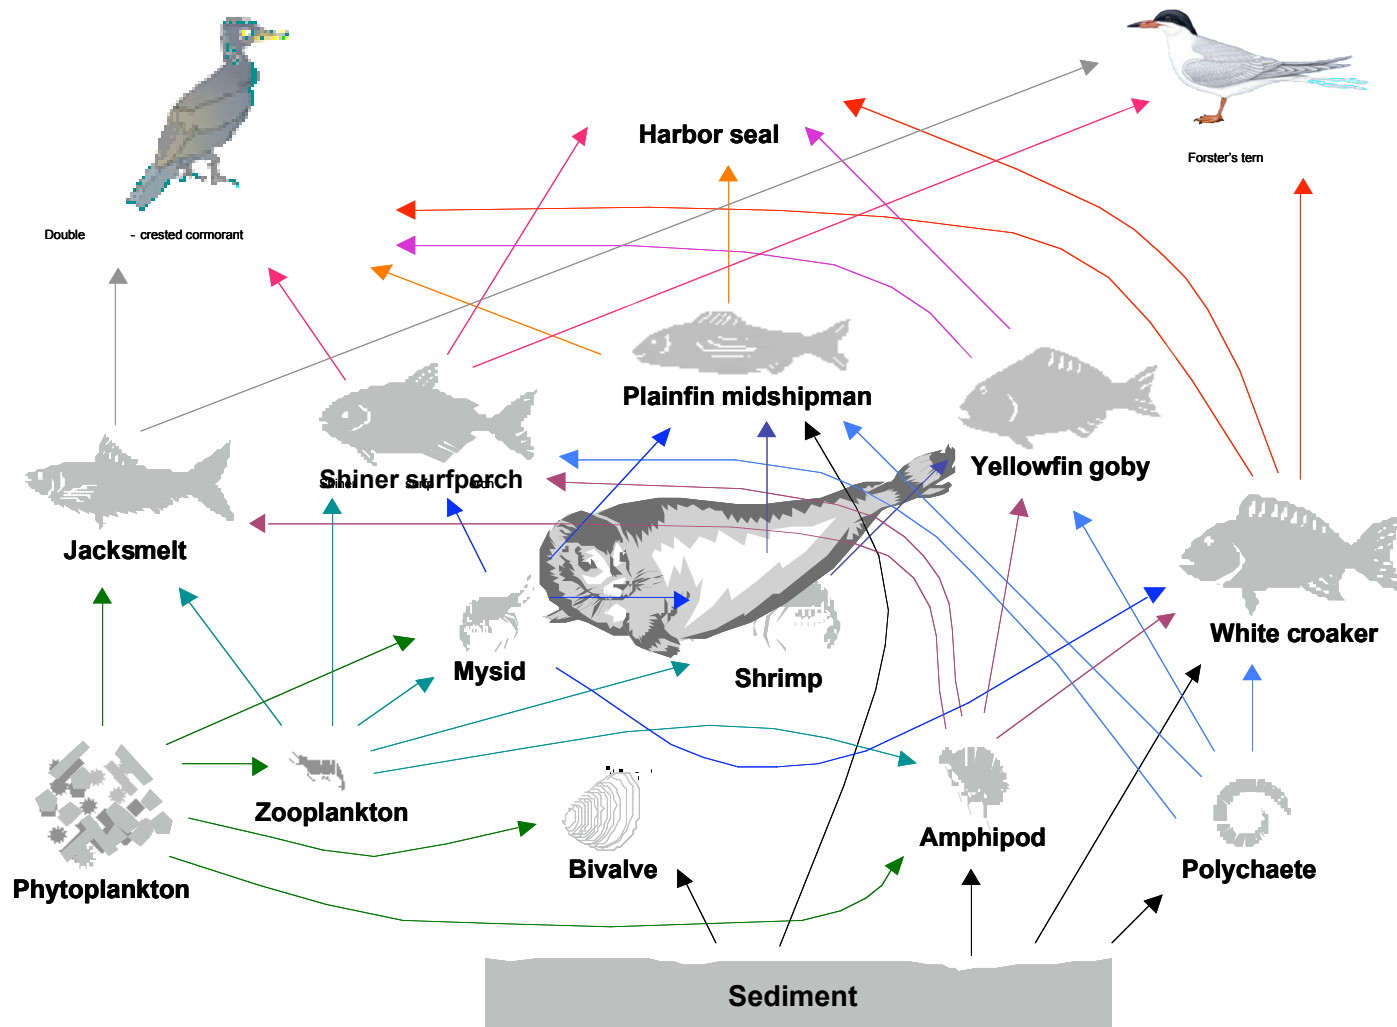 Harbor seal
Forster's tern
Double - crested cormorant
Plainfin midshipman
Yellowfin goby
Shiner surfperch
Jacksmelt
White croaker
Mysid
Shrimp
Zooplankton
Amphipod
Bivalve
Polychaete
Phytoplankton
Sediment